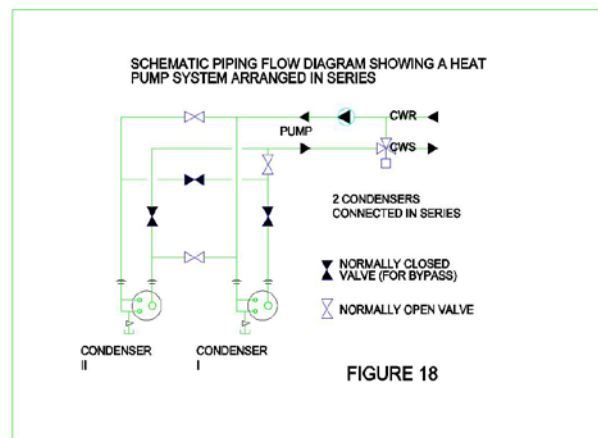 SCHEMATIC PIPING FLOW DIAGRAM SHOWING A HEAT
PUMP SYSTEM ARRANGED IN SERIES
CWR
PUMP
CWS
2 CONDENSERS
CONNECTED IN SERIES
NORMALLY CLOSED
VALVE (FOR BYPASS)
NORMALLY OPEN VALVE
CONDENSER
II
CONDENSER
I
FIGURE 18